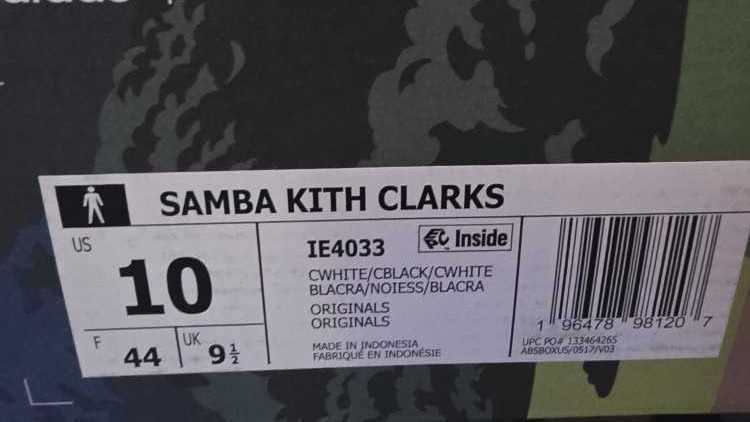 SAMBA KITH CLARKS
US
10
F 44
UK 9½
IE4033
Inside
CWHITE/CBLACK/CWHITE
BLACRA/NOIESS/BLACRA
ORIGINALS
ORIGINALS
MADE IN INDONESIA
FABRIQUÉ EN INDONÉSIE
1 96478 98120 7
UPC PO# 133464265
ABSBOXUS/0517/V03